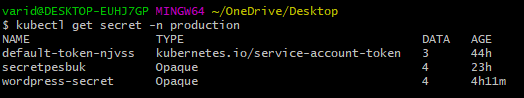 varid@DESKTOP-EUHJ7GP MINGW64 ~/OneDrive/Desktop
$ kubectl get secret -n production
NAME TYPE DATA AGE
default-token-njvss kubernetes.io/service-account-token 3 44h
secretpesbuk Opaque 4 23h
wordpress-secret Opaque 4 4h11m